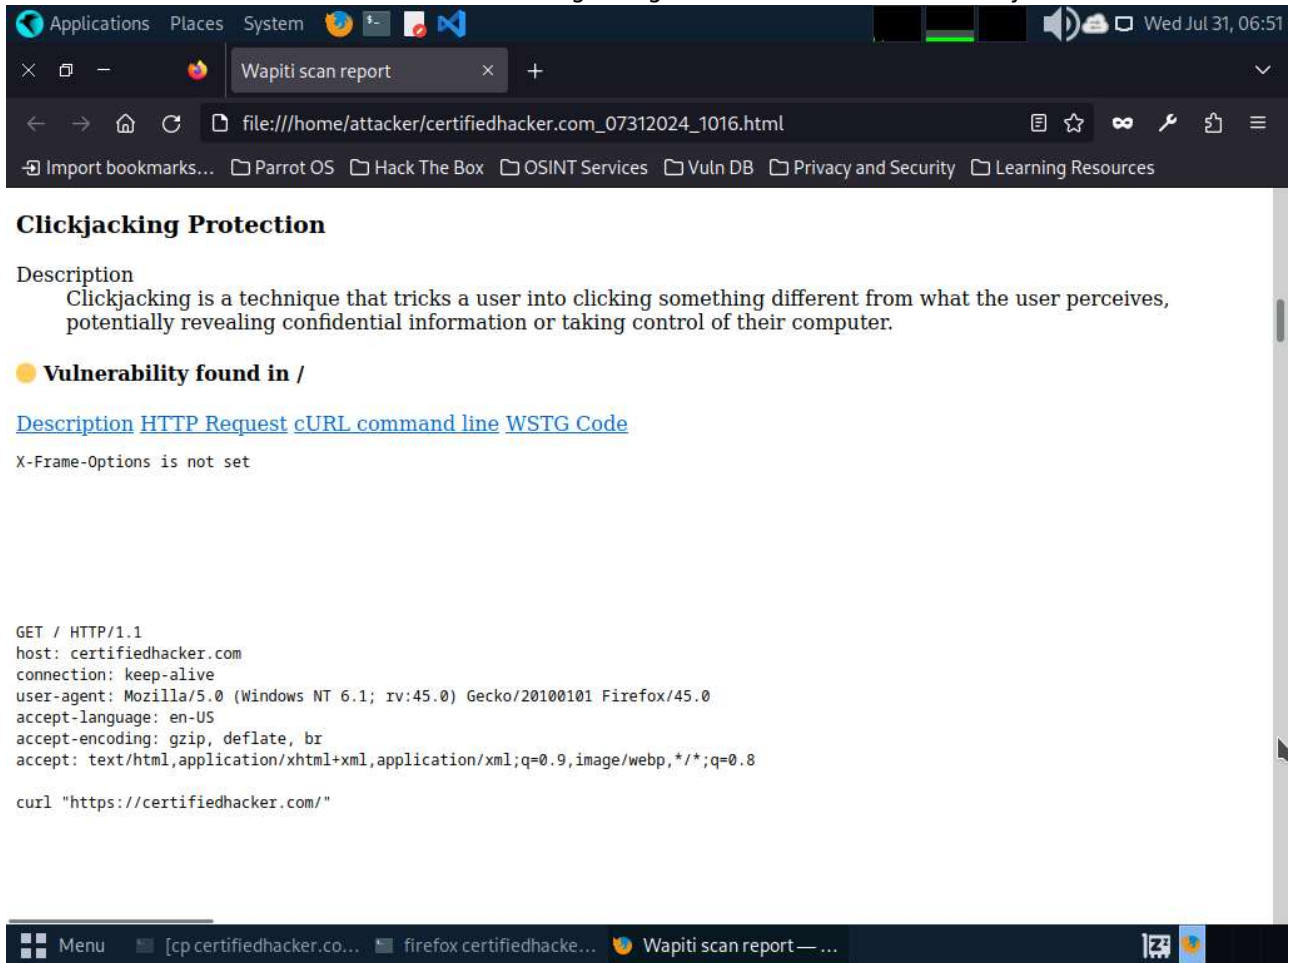 Applications Places System
Wed Jul 31, 06:51
Wapiti scan report
file:///home/attacker/certifiedhacker.com_07312024_1016.html
Import bookmarks... Parrot OS Hack The Box OSINT Services Vuln DB Privacy and Security Learning Resources
Clickjacking Protection
Description
Clickjacking is a technique that tricks a user into clicking something different from what the user perceives,
potentially revealing confidential information or taking control of their computer.
Vulnerability found in /
Description HTTP Request cURL command line WSTG Code
X-Frame-Options is not set
GET / HTTP/1.1
host: certifiedhacker.com
connection: keep-alive
user-agent: Mozilla/5.0 (Windows NT 6.1; rv:45.0) Gecko/20100101 Firefox/45.0
accept-language: en-US
accept-encoding: gzip, deflate, br
accept: text/html,application/xhtml+xml,application/xml;q=0.9,image/webp,*/*;q=0.8
curl "https://certifiedhacker.com/"
Menu [cp certifiedhacker.co... firefox certifiedhacke... Wapiti scan report — ...